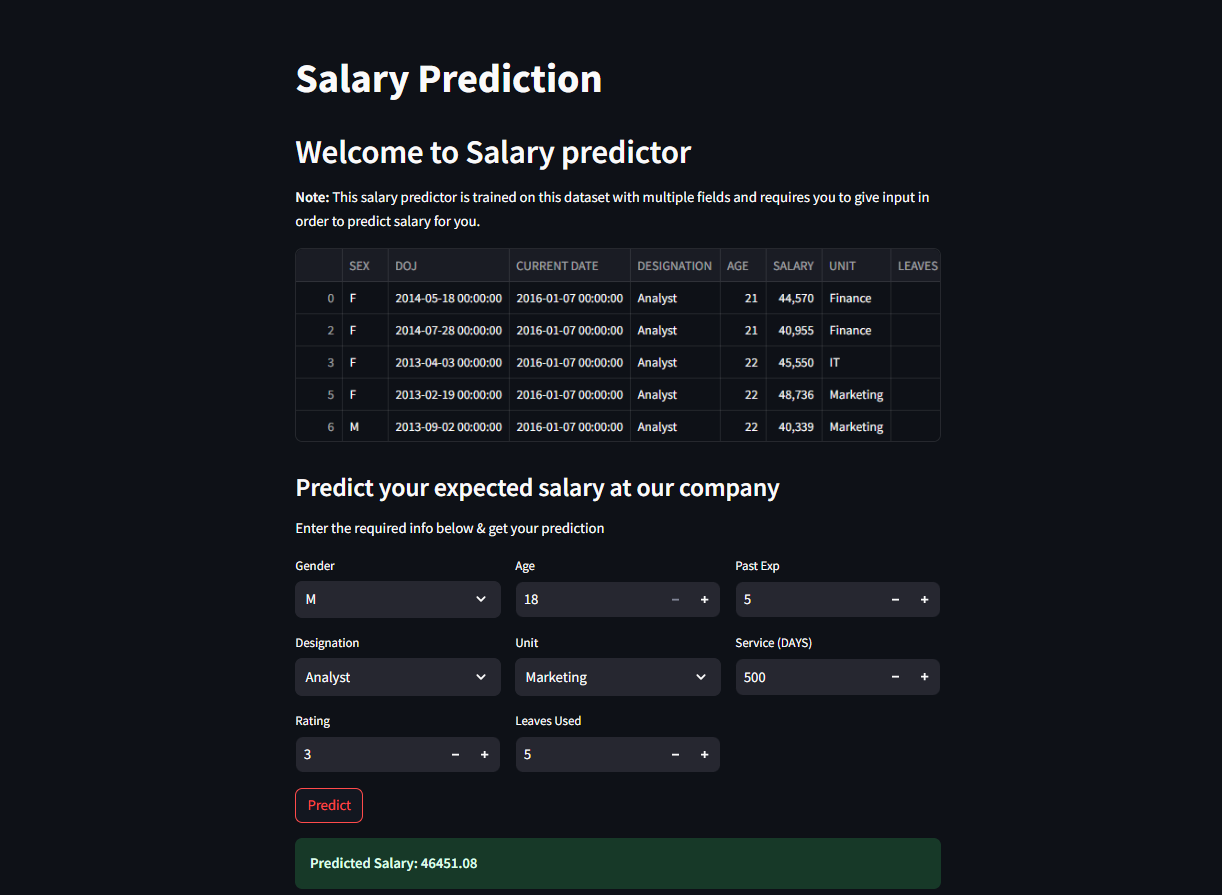 Salary Prediction
Welcome to Salary predictor
Note: This salary predictor is trained on this dataset with multiple fields and requires you to give input in
order to predict salary for you.
SEX DOJ CURRENT DATE DESIGNATION AGE SALARY UNIT LEAVES
0 F 2014-05-18 00:00:00 2016-01-07 00:00:00 Analyst 21 44,570 Finance
2 F 2014-07-28 00:00:00 2016-01-07 00:00:00 Analyst 21 40,955 Finance
3 F 2013-04-03 00:00:00 2016-01-07 00:00:00 Analyst 22 45,550 IT
5 F 2013-02-19 00:00:00 2016-01-07 00:00:00 Analyst 22 48,736 Marketing
6 M 2013-09-02 00:00:00 2016-01-07 00:00:00 Analyst 22 40,339 Marketing
Predict your expected salary at our company
Enter the required info below & get your prediction
Gender Age Past Exp
M 18 − + 5 − +
Designation Unit Service (DAYS)
Analyst Marketing 500 − +
Rating Leaves Used
3 − + 5 − +
Predict
Predicted Salary: 46451.08